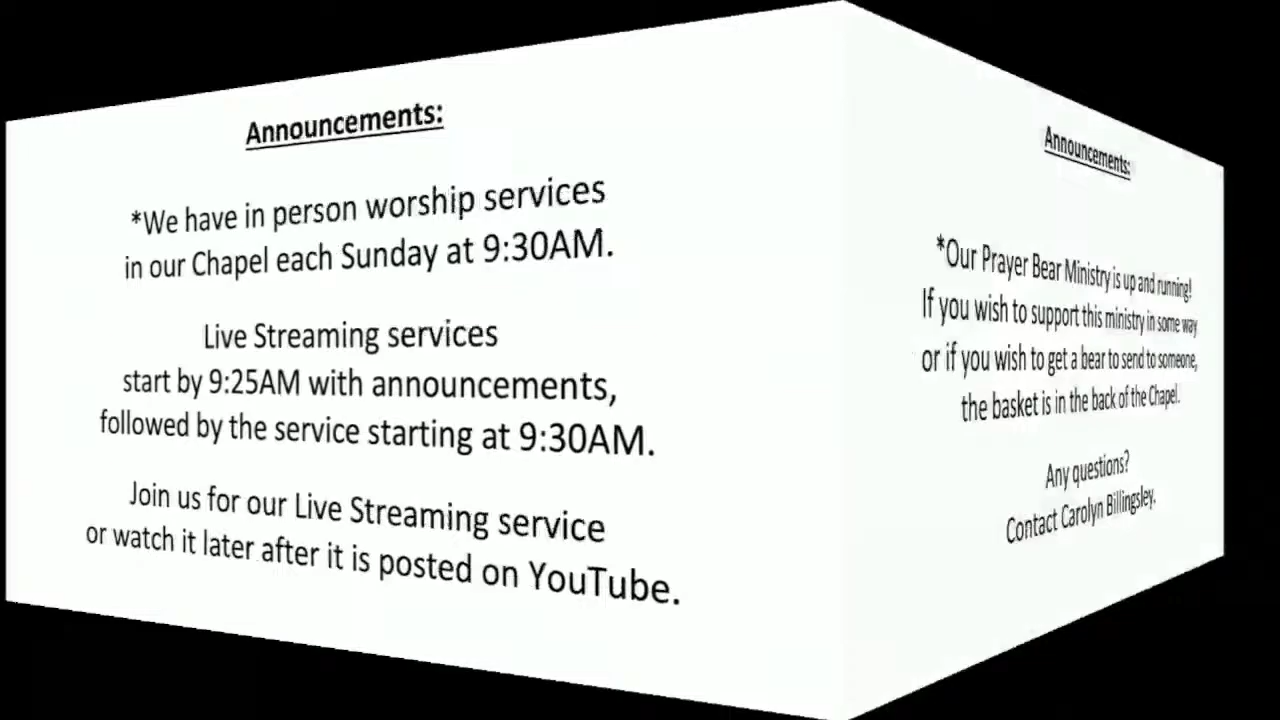 Announcements:
*We have in person worship services
in our Chapel each Sunday at 9:30AM.
Live Streaming services
start by 9:25AM with announcements,
followed by the service starting at 9:30AM.
Join us for our Live Streaming service
or watch it later after it is posted on YouTube.
Announcements:
*Our Prayer Bear Ministry is up and running!
If you wish to support this ministry in some way
or if you wish to get a bear to send to someone,
the basket is in the back of the Chapel.
Any questions?
Contact Carolyn Billingsley.